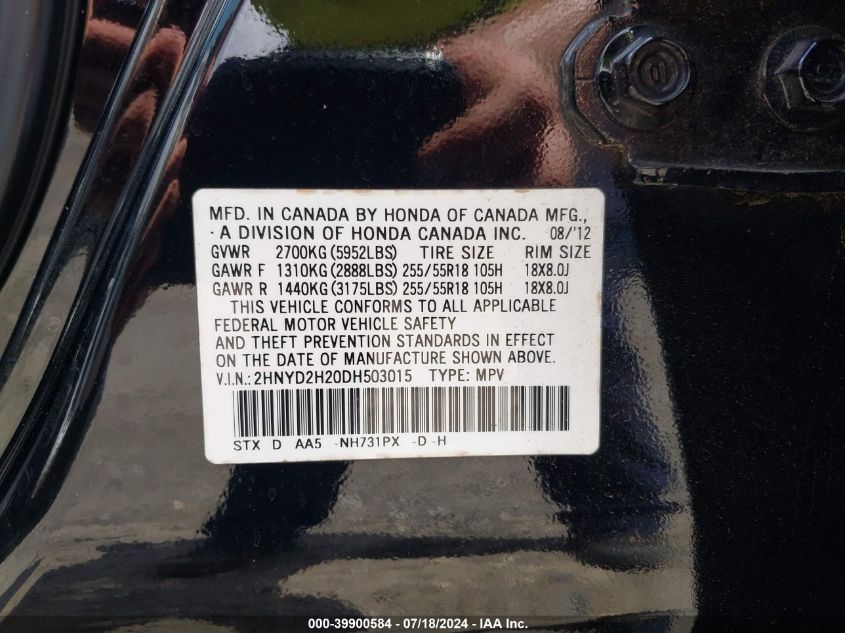 MFD. IN CANADA BY HONDA OF CANADA MFG.,
A DIVISION OF HONDA CANADA INC. 08/'12
GVWR 2700KG (5952LBS) TIRE SIZE RIM SIZE
GAWR F 1310KG (2888LBS) 255/55R18 105H 18X8.0J
GAWR R 1440KG (3175LBS) 255/55R18 105H 18X8.0J
THIS VEHICLE CONFORMS TO ALL APPLICABLE
FEDERAL MOTOR VEHICLE SAFETY
AND THEFT PREVENTION STANDARDS IN EFFECT
ON THE DATE OF MANUFACTURE SHOWN ABOVE.
V.I.N.: 2HNYD2H20DH503015 TYPE: MPV
STX D AA5 -NH731PX -D -H
000-39900584 - 07/18/2024 - IAA Inc.